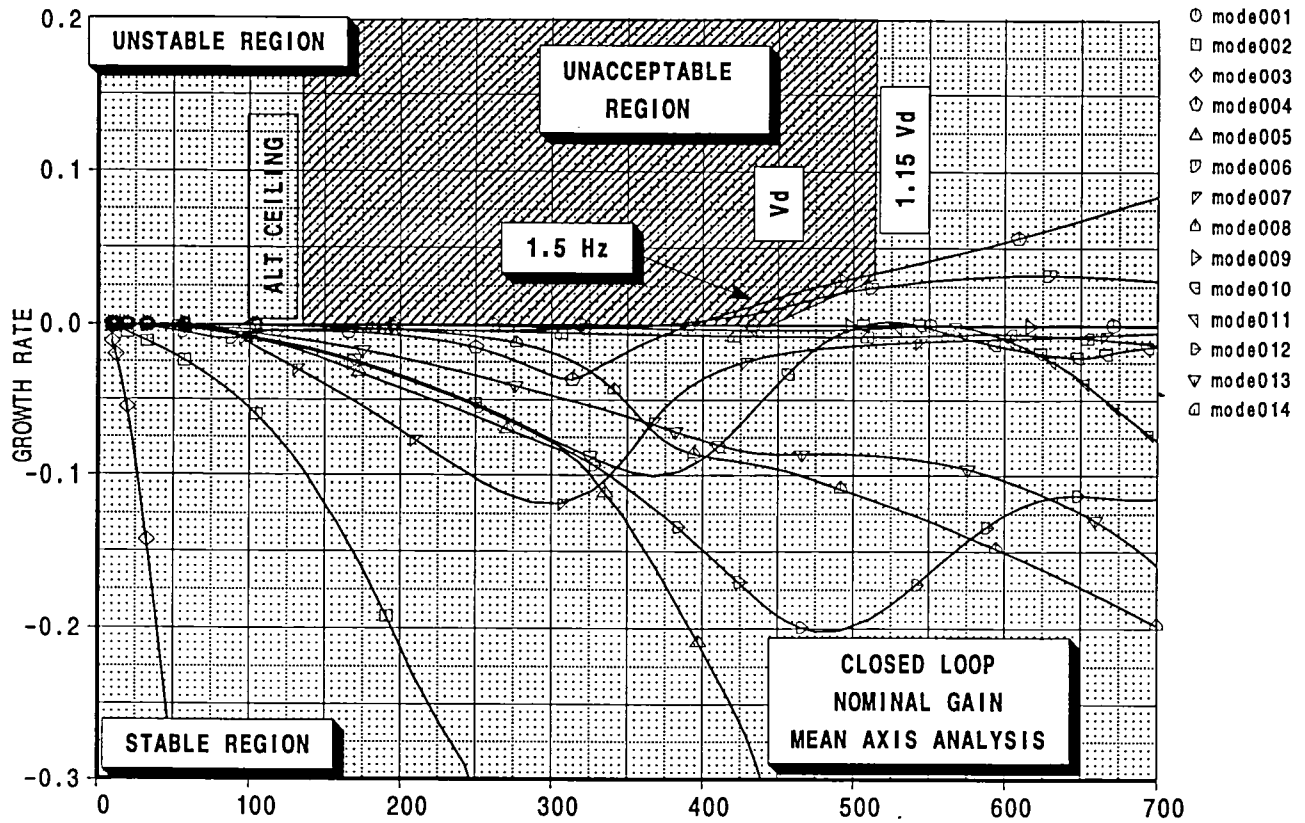 0.2
UNSTABLE REGION
UNACCEPTABLE
REGION
ALT CEILING
Vd
1.15 Vd
0.1
1.5 Hz
0.0
GROWTH RATE
-0.1
-0.2
-0.3
STABLE REGION
CLOSED LOOP
NOMINAL GAIN
MEAN AXIS ANALYSIS
0 100 200 300 400 500 600 700
mode001
mode002
mode003
mode004
mode005
mode006
mode007
mode008
mode009
mode010
mode011
mode012
mode013
mode014